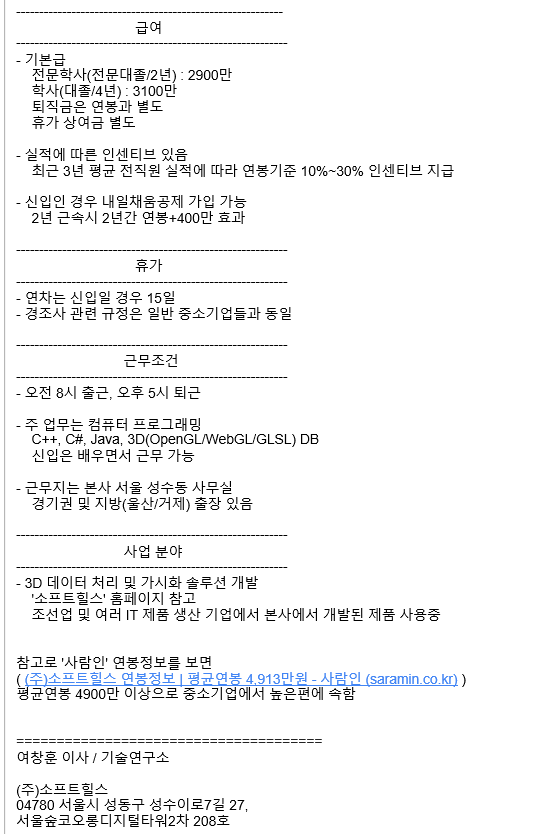 ----------------------------------------------------------
급여
-----------------------------------------------------------
- 기본급
전문학사(전문대졸/2년) : 2900만
학사(대졸/4년) : 3100만
퇴직금은 연봉과 별도
휴가 상여금 별도
- 실적에 따른 인센티브 있음
최근 3년 평균 전직원 실적에 따라 연봉기준 10%~30% 인센티브 지급
- 신입인 경우 내일채움공제 가입 가능
2년 근속시 2년간 연봉+400만 효과
-----------------------------------------------------------
휴가
-----------------------------------------------------------
- 연차는 신입일 경우 15일
- 경조사 관련 규정은 일반 중소기업들과 동일
-----------------------------------------------------------
근무조건
-----------------------------------------------------------
- 오전 8시 출근, 오후 5시 퇴근
- 주 업무는 컴퓨터 프로그래밍
C++, C#, Java, 3D(OpenGL/WebGL/GLSL) DB
신입은 배우면서 근무 가능
- 근무지는 본사 서울 성수동 사무실
경기권 및 지방(울산/거제) 출장 있음
-----------------------------------------------------------
사업 분야
-----------------------------------------------------------
- 3D 데이터 처리 및 가시화 솔루션 개발
'소프트힐스' 홈페이지 참고
조선업 및 여러 IT 제품 생산 기업에서 본사에서 개발된 제품 사용중
참고로 '사람인' 연봉정보를 보면
( (주)소프트힐스 연봉정보 | 평균연봉 4,913만원 - 사람인 (saramin.co.kr) )
평균연봉 4900만 이상으로 중소기업에서 높은편에 속함
======================================
여창훈 이사 / 기술연구소
(주)소프트힐스
04780 서울시 성동구 성수이로7길 27,
서울숲코오롱디지털타워2차 208호